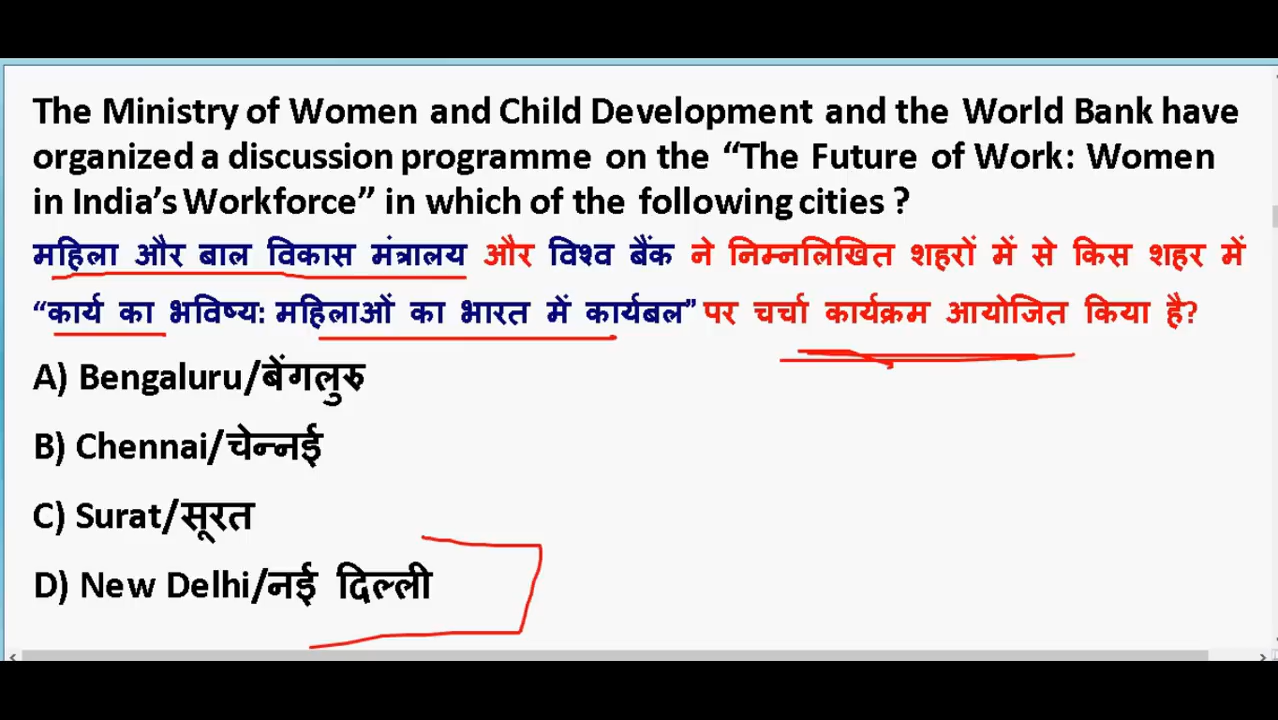 The Ministry of Women and Child Development and the World Bank have
organized a discussion programme on the “The Future of Work: Women
in India’s Workforce” in which of the following cities ?
महिला और बाल विकास मंत्रालय और विश्व बैंक ने निम्नलिखित शहरों में से किस शहर में
“कार्य का भविष्य: महिलाओं का भारत में कार्यबल” पर चर्चा कार्यक्रम आयोजित किया है?
A) Bengaluru/बेंगलुरु
B) Chennai/चेन्नई
C) Surat/सूरत
D) New Delhi/नई दिल्ली